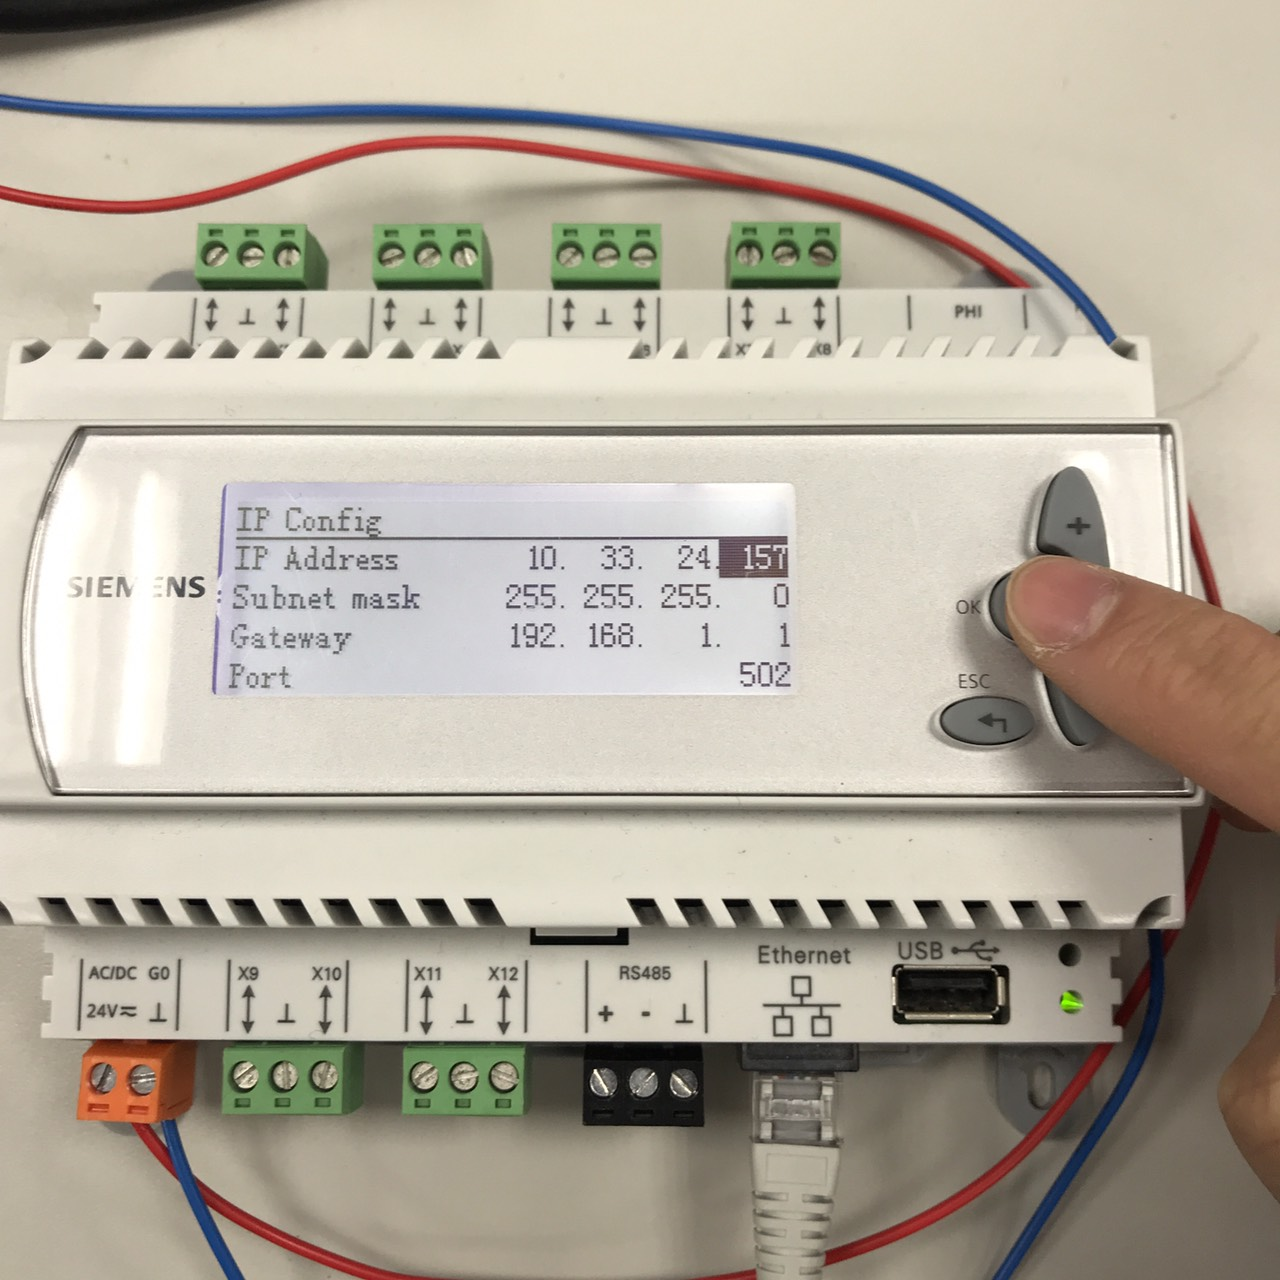 PHI
X8
IP Config
IP Address 10. 33. 24. 157
SIEMENS
Subnet mask 255. 255. 255. 0
OK
Gateway 192. 168. 1. 1
Port 502
ESC
Ethernet
USB
AC/DC G0
X9 X10
X11 X12
RS485
24V
+ - ⊥